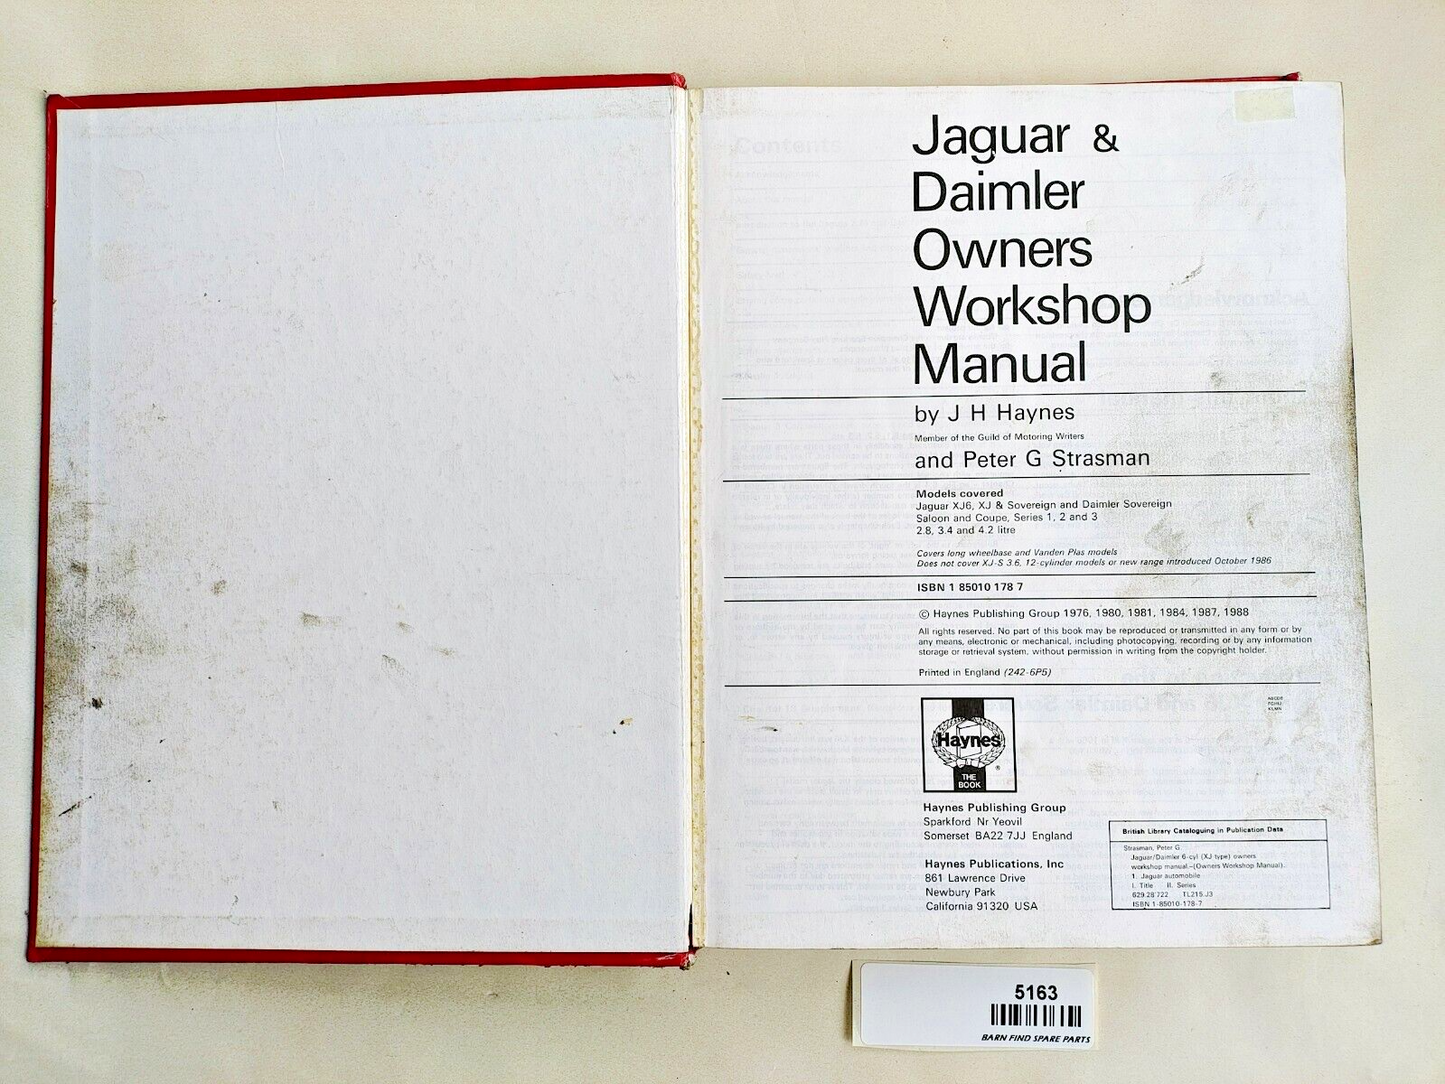 Jaguar &
Daimler
Owners
Workshop
Manual
by J H Haynes
Member of the Guild of Motoring Writers
and Peter G Strasman
Models covered
Jaguar XJ6, XJ & Sovereign and Daimler Sovereign
Saloon and Coupe, Series 1, 2 and 3
2.8, 3.4 and 4.2 litre
Covers long wheelbase and Vanden Plas models
Does not cover XJ-S 3.6, 12-cylinder models or new range introduced October 1986
ISBN 1 85010 178 7
© Haynes Publishing Group 1976, 1980, 1981, 1984, 1987, 1988
All rights reserved. No part of this book may be reproduced or transmitted in any form or by
any means, electronic or mechanical, including photocopying, recording or by any information
storage or retrieval system, without permission in writing from the copyright holder.
Printed in England (242-6P5)
ABCDE
FGHIJ
KLMN
Haynes
®
THE
BOOK
Haynes Publishing Group
Sparkford Nr Yeovil
Somerset BA22 7JJ England
Haynes Publications, Inc
861 Lawrence Drive
Newbury Park
California 91320 USA
British Library Cataloguing in Publication Data
Strasman, Peter G.
Jaguar/Daimler 6-cyl (XJ type) owners
workshop manual.–(Owners Workshop Manual).
1. Jaguar automobile
I. Title II. Series
629.28'722 TL215.J3
ISBN 1-85010-178-7
5163
BARN FIND SPARE PARTS